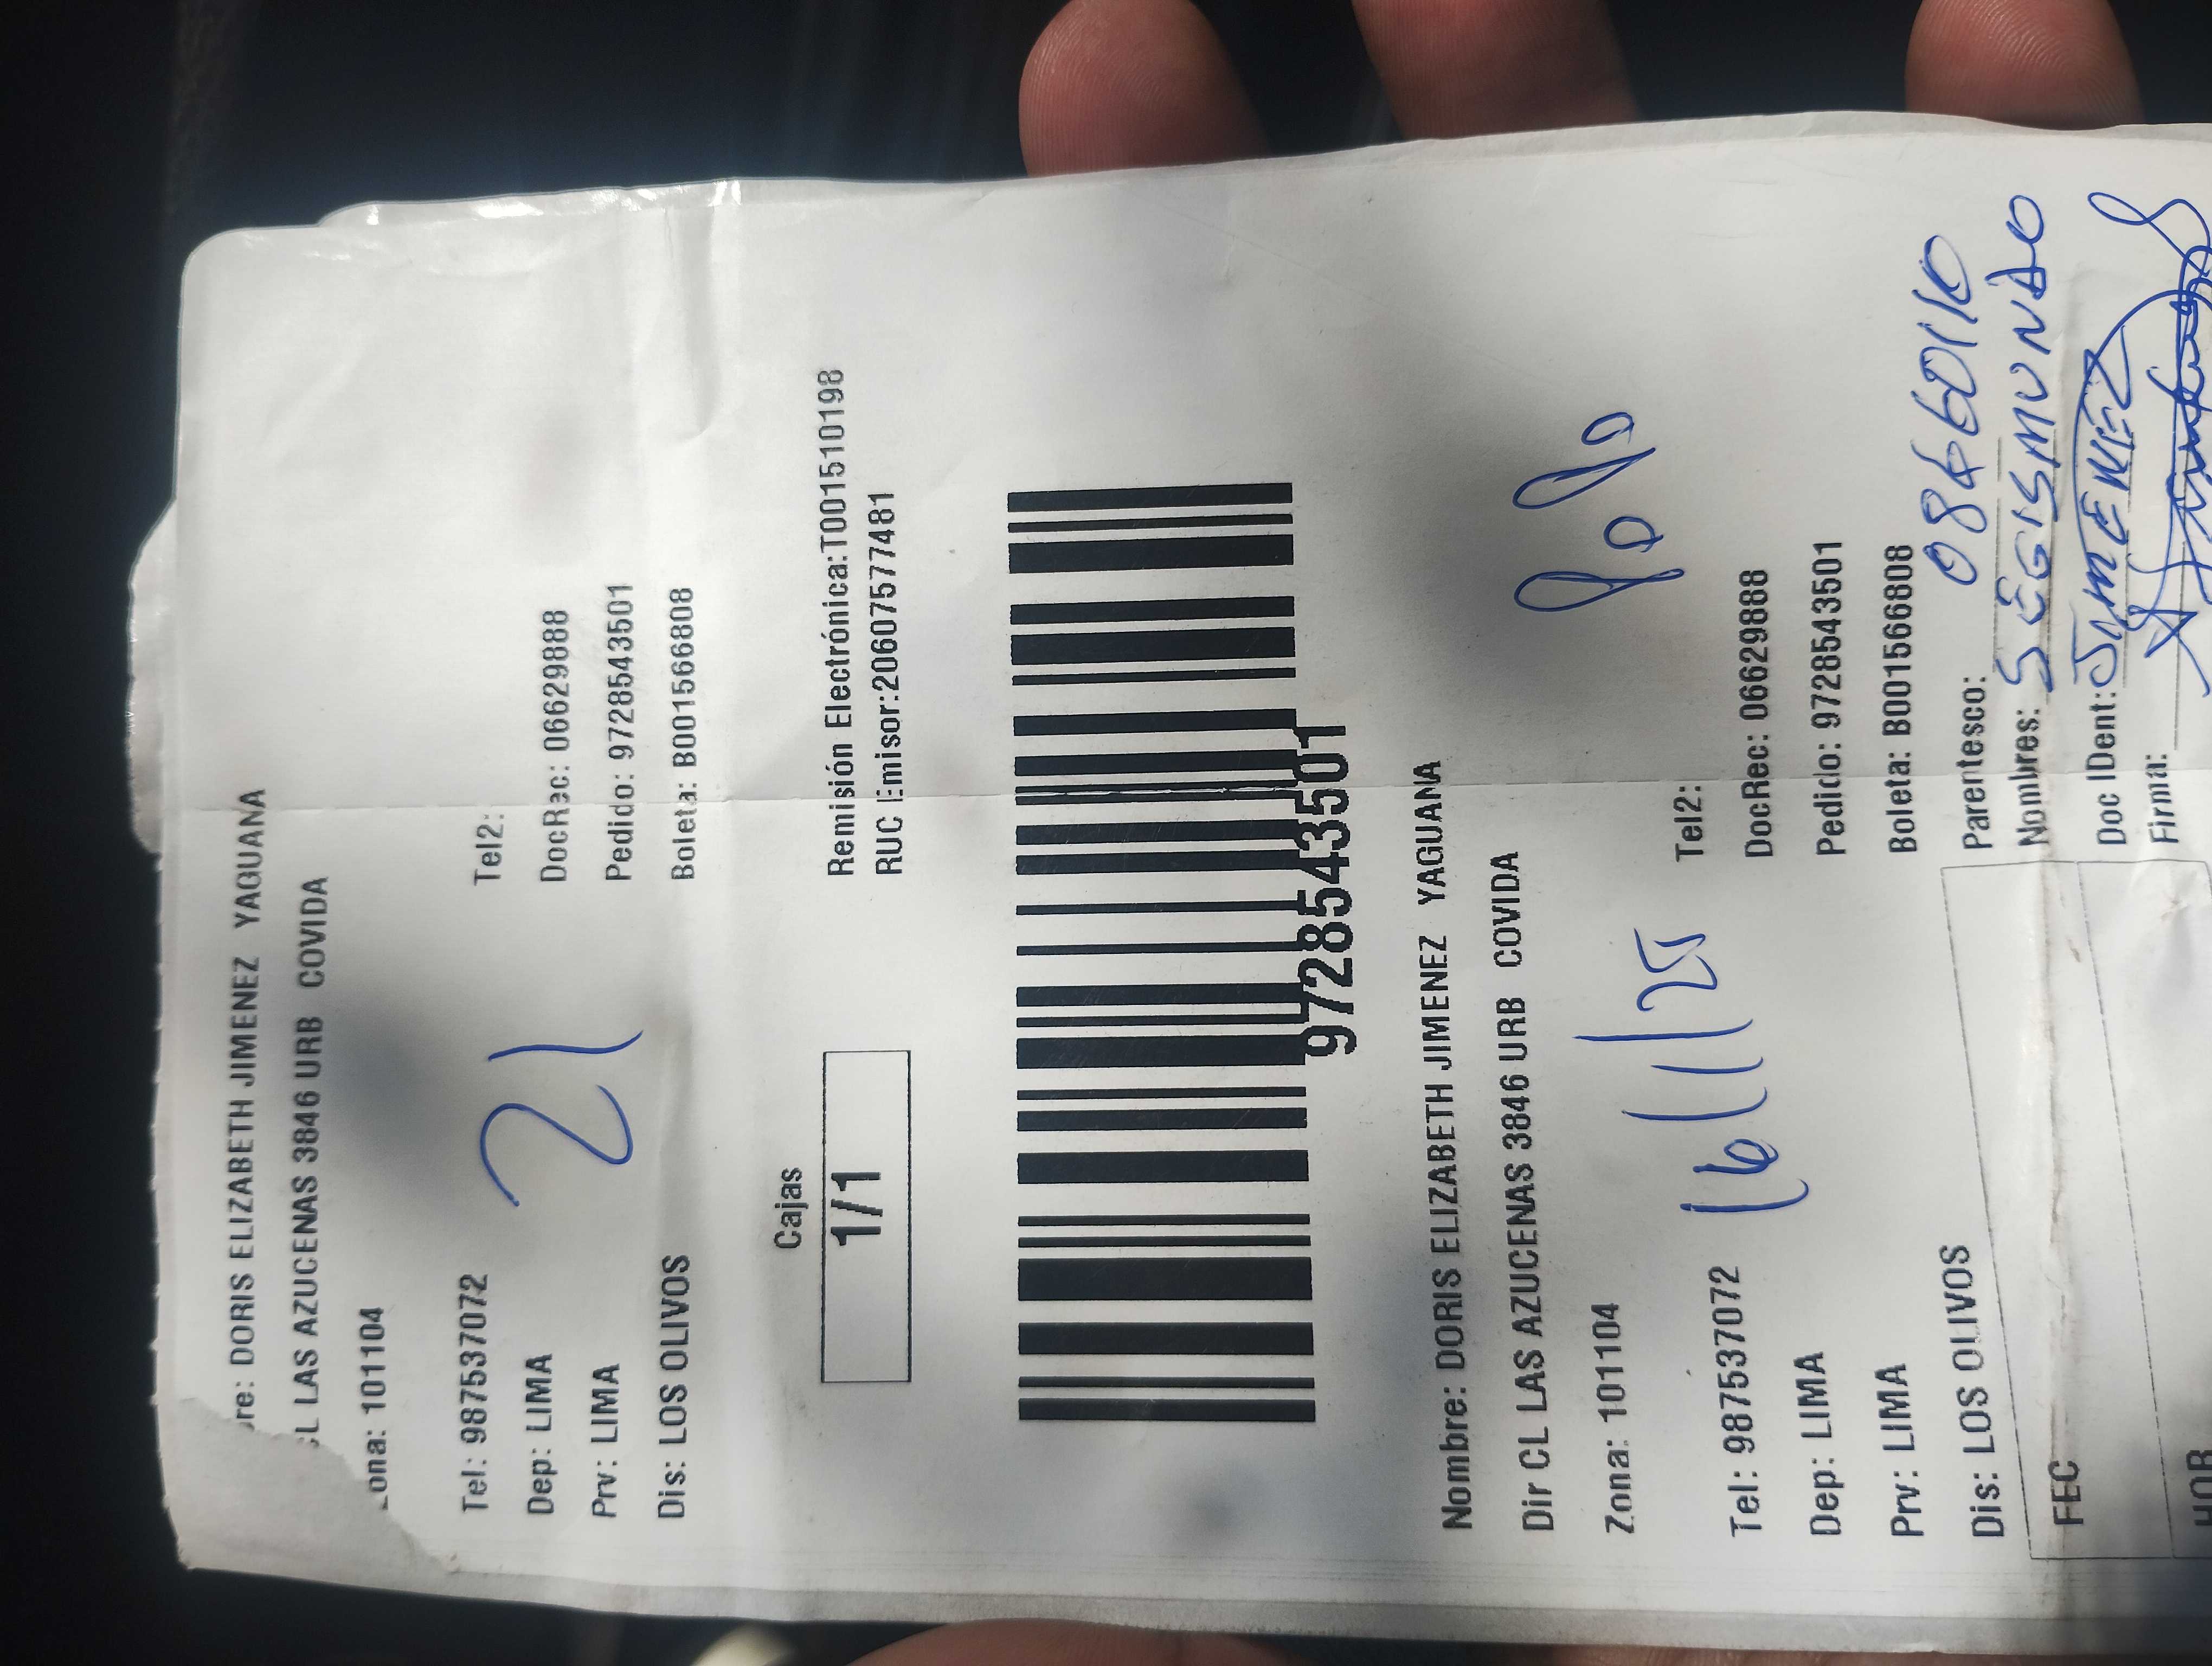 re: DORIS ELIZABETH JIMENEZ YAGUANA
CL LAS AZUCENAS 3846 URB COVIDA
Zona: 101104
21
Tel: 987537072 Tel2:
Dep: LIMA DocRec: 06629888
Prv: LIMA Pedido: 9728543501
Dis: LOS OLIVOS Boleta: B001566808
Cajas
1/1
Remisión Electrónica:T001510198
RUC Emisor:20607577481
9728543501
Nombre: DORIS ELIZABETH JIMENEZ YAGUANA
Dir CL LAS AZUCENAS 3846 URB COVIDA
Zona: 101104
16/11/25
Tel: 987537072 Tel2:
Dep: LIMA DocRec: 06629888
Prv: LIMA Pedido: 9728543501
Dis: LOS OLIVOS Boleta: B001566808
Parentesco:
FEC Nombres: SEGISMUNDO
Doc IDent: JIMENEZ
HOR Firma: